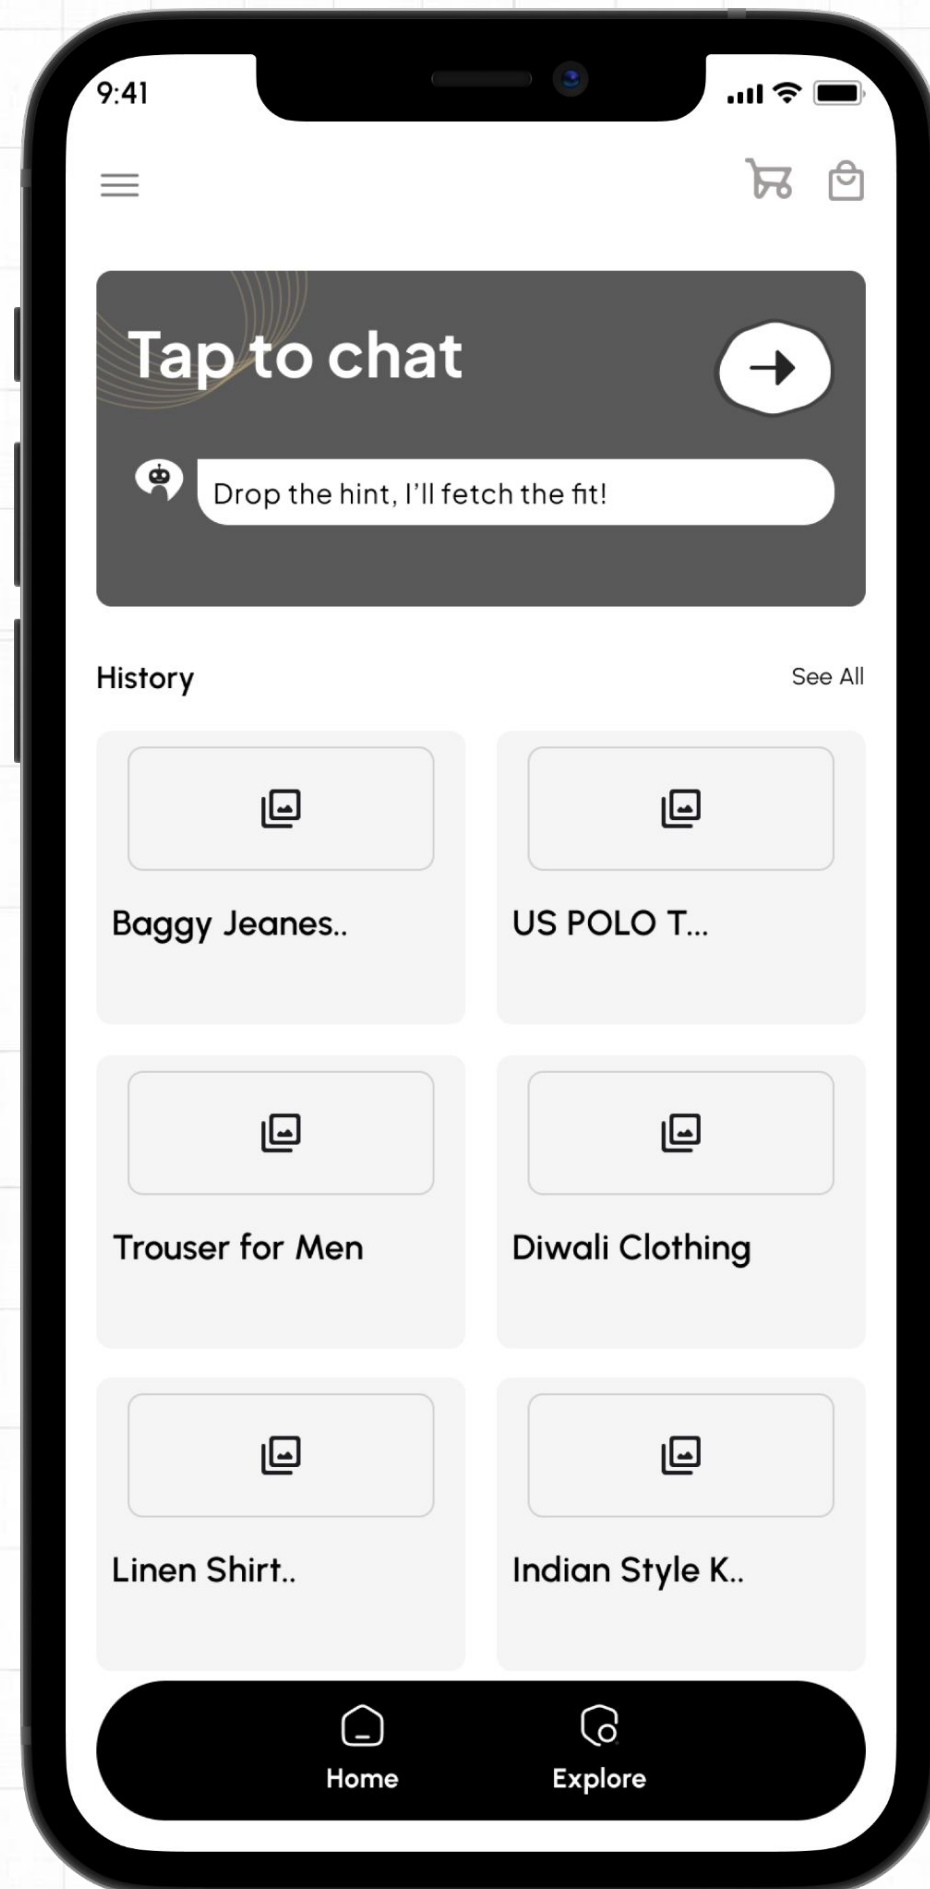 9:41
Tap to chat
Drop the hint, I'll fetch the fit!
History
See All
Baggy Jeanes..
US POLO T...
Trouser for Men
Diwali Clothing
Linen Shirt..
Indian Style K..
Home
Explore